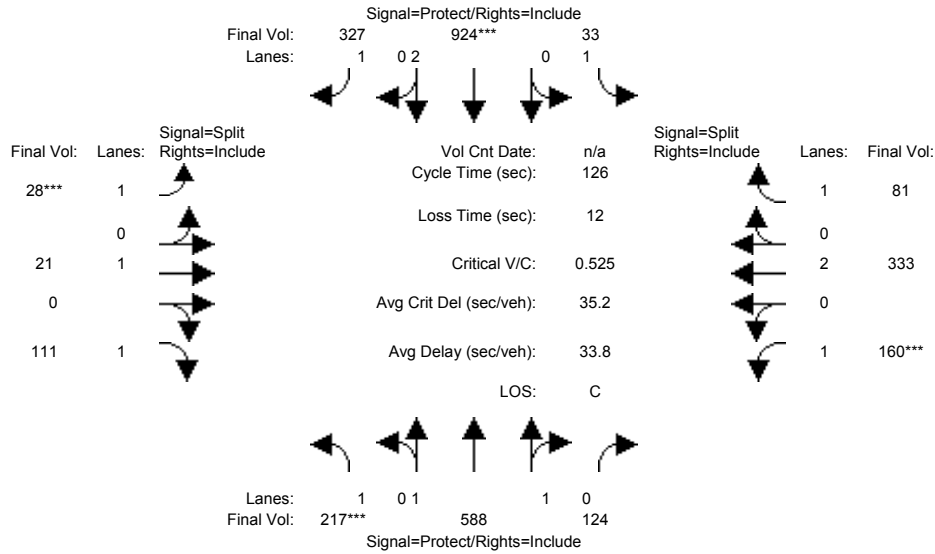 Signal=Protect/Rights=Include
Final Vol: 327 924*** 33
Lanes: 1 0 2 0 1
Signal=Split Signal=Split
Final Vol: Lanes: Rights=Include Vol Cnt Date: n/a Rights=Include Lanes: Final Vol:
Cycle Time (sec): 126
28*** 1 1 81
Loss Time (sec): 12
0 0
21 1 Critical V/C: 0.525 2 333
0 Avg Crit Del (sec/veh): 35.2 0
111 1 Avg Delay (sec/veh): 33.8 1 160***
LOS: C
Lanes: 1 0 1 1 0
Final Vol: 217*** 588 124
Signal=Protect/Rights=Include